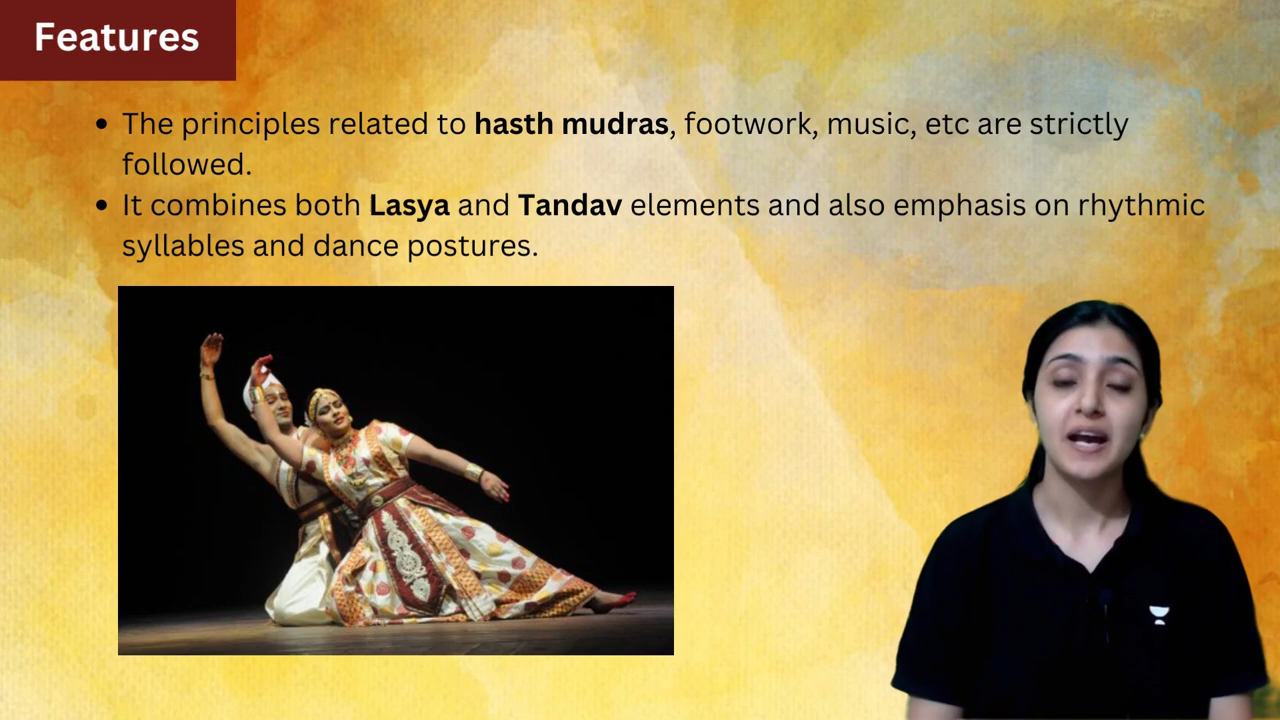 Features
• The principles related to hasth mudras, footwork, music, etc are strictly
followed.
• It combines both Lasya and Tandav elements and also emphasis on rhythmic
syllables and dance postures.